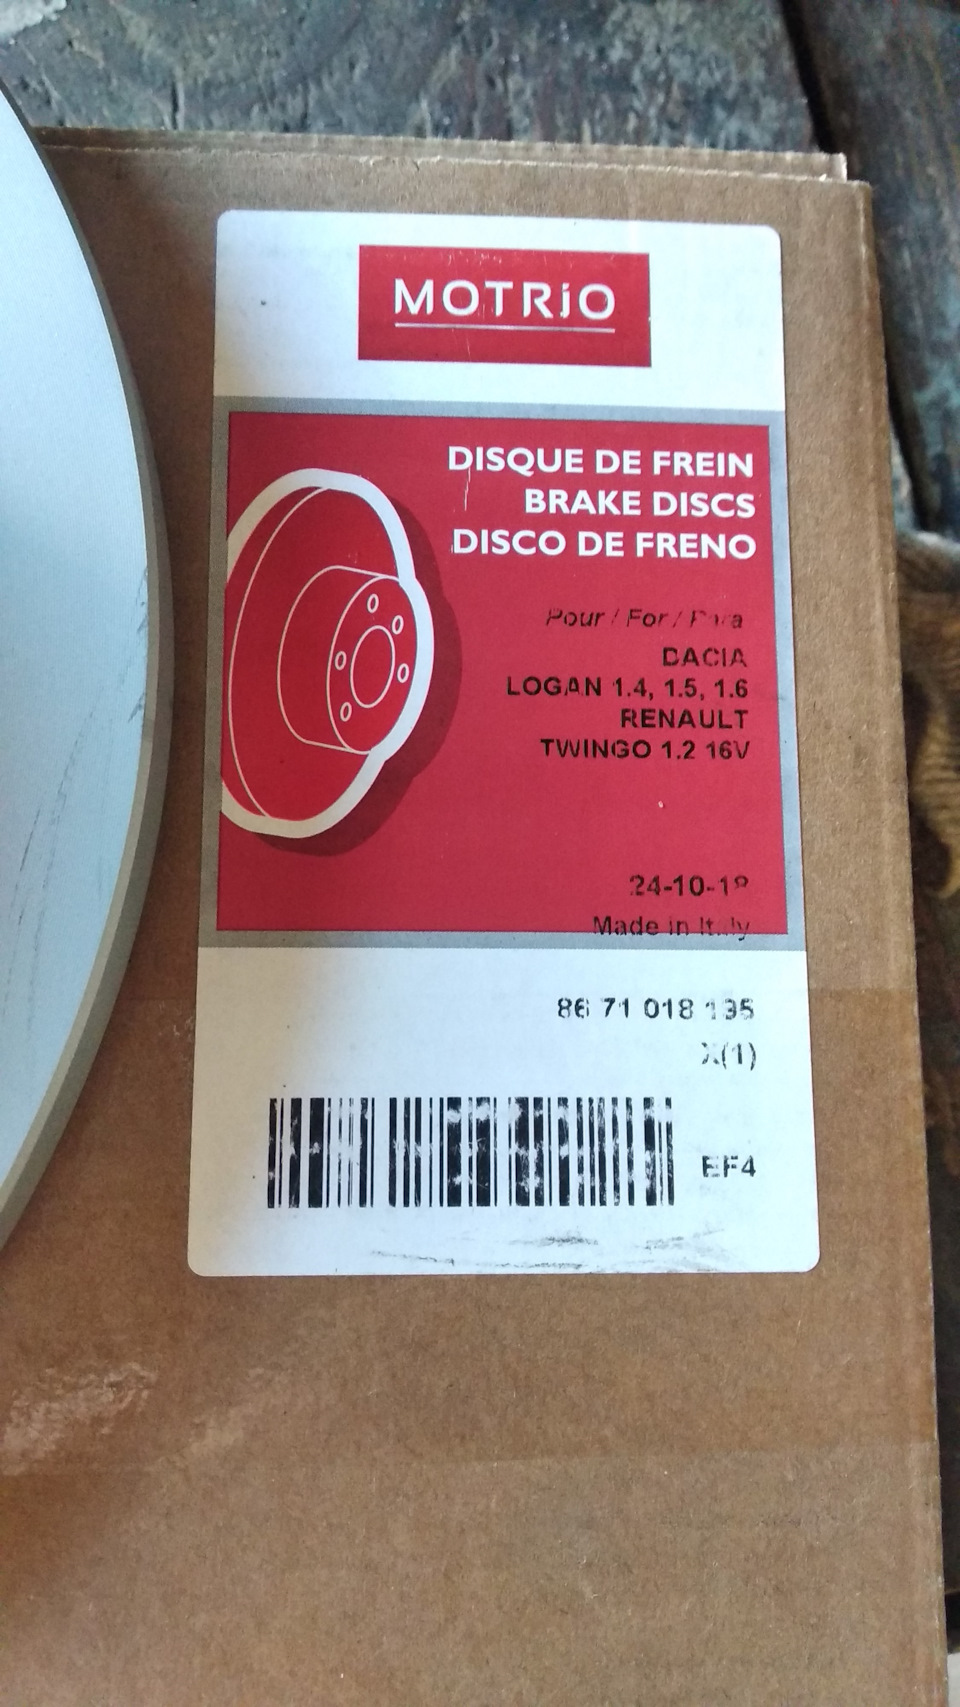 MOTRiO
DISQUE DE FREIN
BRAKE DISCS
DISCO DE FRENO
Pour / For / Para
DACIA
LOGAN 1.4, 1.5, 1.6
RENAULT
TWINGO 1.2 16V
24-10-18
Made in Italy
86 71 018 195
X(1)
EF4